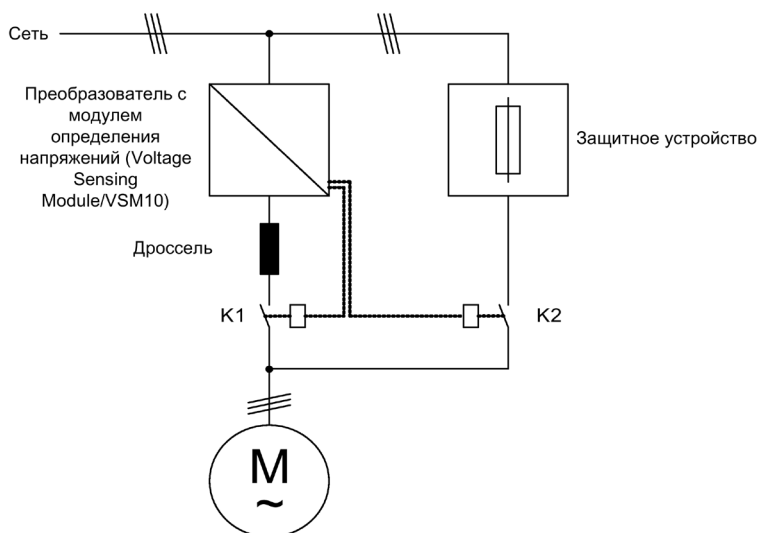 Сеть
Преобразователь с
модулем
определения
напряжений (Voltage
Sensing
Module/VSM10)
Защитное устройство
Дроссель
K1
K2
M
~